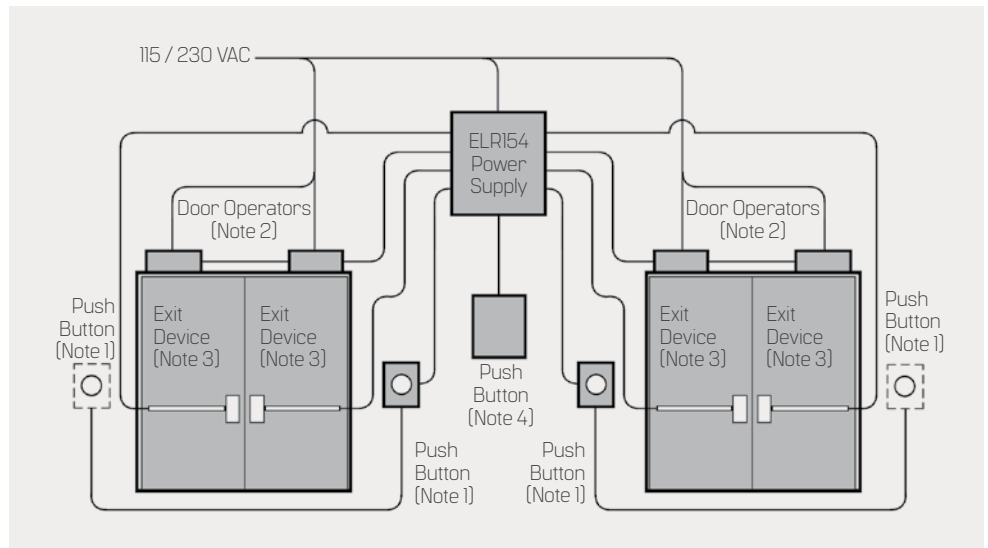 115 / 230 VAC
ELR154
Power
Supply
Door Operators
(Note 2)
Door Operators
(Note 2)
Push
Button
(Note 1)
Exit
Device
(Note 3)
Exit
Device
(Note 3)
Push
Button
(Note 4)
Exit
Device
(Note 3)
Exit
Device
(Note 3)
Push
Button
(Note 1)
Push
Button
(Note 1)
Push
Button
(Note 1)